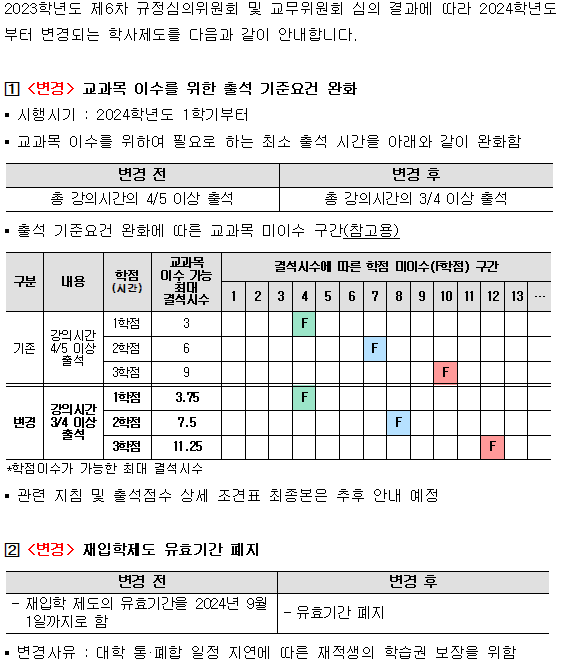 2023학년도 제6차 규정심의위원회 및 교무위원회 심의 결과에 따라 2024학년도
부터 변경되는 학사제도를 다음과 같이 안내합니다.
1 <변경> 교과목 이수를 위한 출석 기준요건 완화
▪ 시행시기 : 2024학년도 1학기부터
▪ 교과목 이수를 위하여 필요로 하는 최소 출석 시간을 아래와 같이 완화함
변경 전 변경 후
총 강의시간의 4/5 이상 출석 총 강의시간의 3/4 이상 출석
▪ 출석 기준요건 완화에 따른 교과목 미이수 구간(참고용)
구분 내용 학점 (시간) 교과목 이수 가능 최대 결석시수 결석시수에 따른 학점 미이수(F학점) 구간
1 2 3 4 5 6 7 8 9 10 11 12 13 …
기존 강의시간 4/5 이상 출석 1학점 3 F
2학점 6 F
3학점 9 F
변경 강의시간 3/4 이상 출석 1학점 3.75 F
2학점 7.5 F
3학점 11.25 F
*학점이수가 가능한 최대 결석시수
▪ 관련 지침 및 출석점수 상세 조견표 최종본은 추후 안내 예정
2 <변경> 재입학제도 유효기간 폐지
변경 전 변경 후
- 재입학 제도의 유효기간을 2024년 9월
1일까지로 함 - 유효기간 폐지
▪ 변경사유 : 대학 통·폐합 일정 지연에 따른 재적생의 학습권 보장을 위함